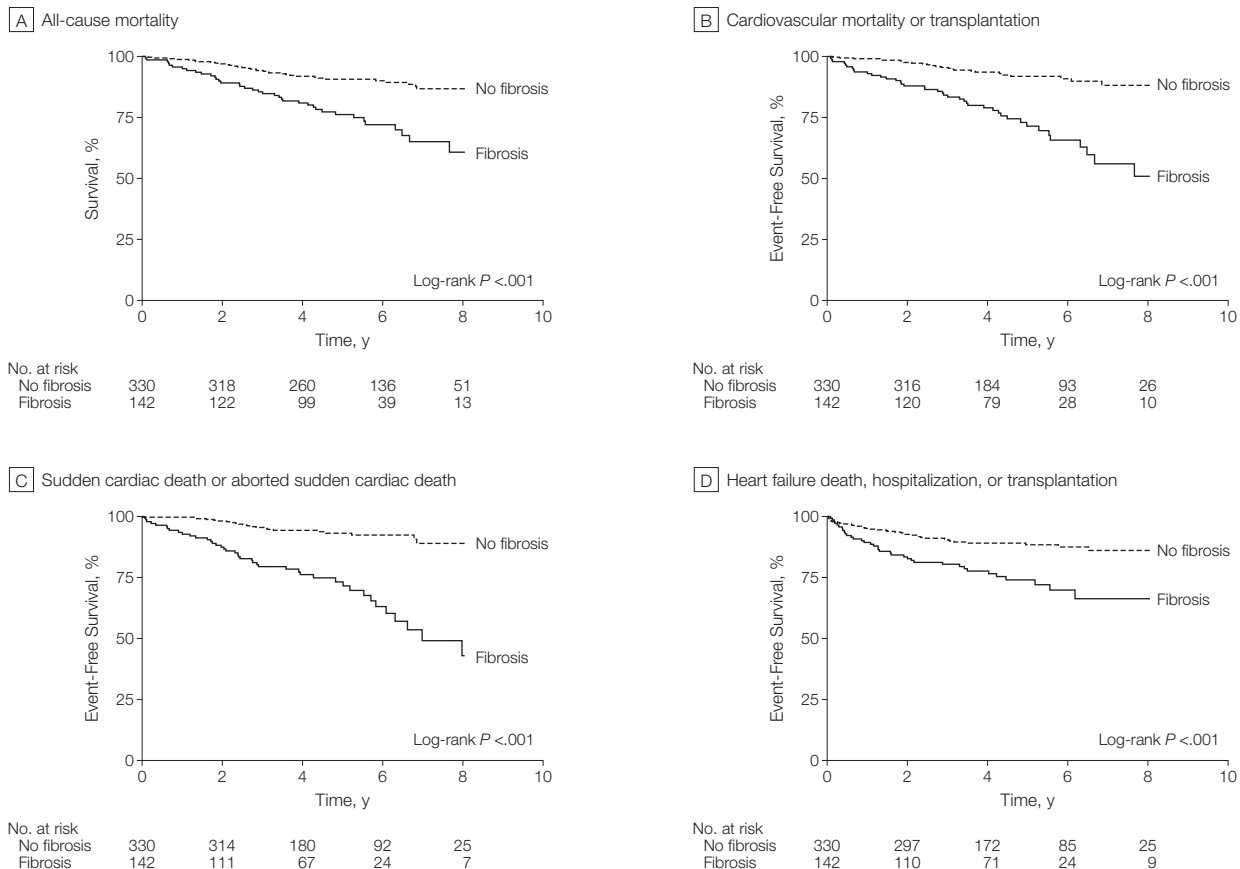 A All-cause mortality
100
75
50
25
0
Survival, %
No fibrosis
Fibrosis
Log-rank P <.001
0 2 4 6 8 10
Time, y
No. at risk
No fibrosis 330 318 260 136 51
Fibrosis 142 122 99 39 13
B Cardiovascular mortality or transplantation
100
75
50
25
0
Event-Free Survival, %
No fibrosis
Fibrosis
Log-rank P <.001
0 2 4 6 8 10
Time, y
No. at risk
No fibrosis 330 316 184 93 26
Fibrosis 142 120 79 28 10
C Sudden cardiac death or aborted sudden cardiac death
100
75
50
25
0
Event-Free Survival, %
No fibrosis
Fibrosis
Log-rank P <.001
0 2 4 6 8 10
Time, y
No. at risk
No fibrosis 330 314 180 92 25
Fibrosis 142 111 67 24 7
D Heart failure death, hospitalization, or transplantation
100
75
50
25
0
Event-Free Survival, %
No fibrosis
Fibrosis
Log-rank P <.001
0 2 4 6 8 10
Time, y
No. at risk
No fibrosis 330 297 172 85 25
Fibrosis 142 110 71 24 9